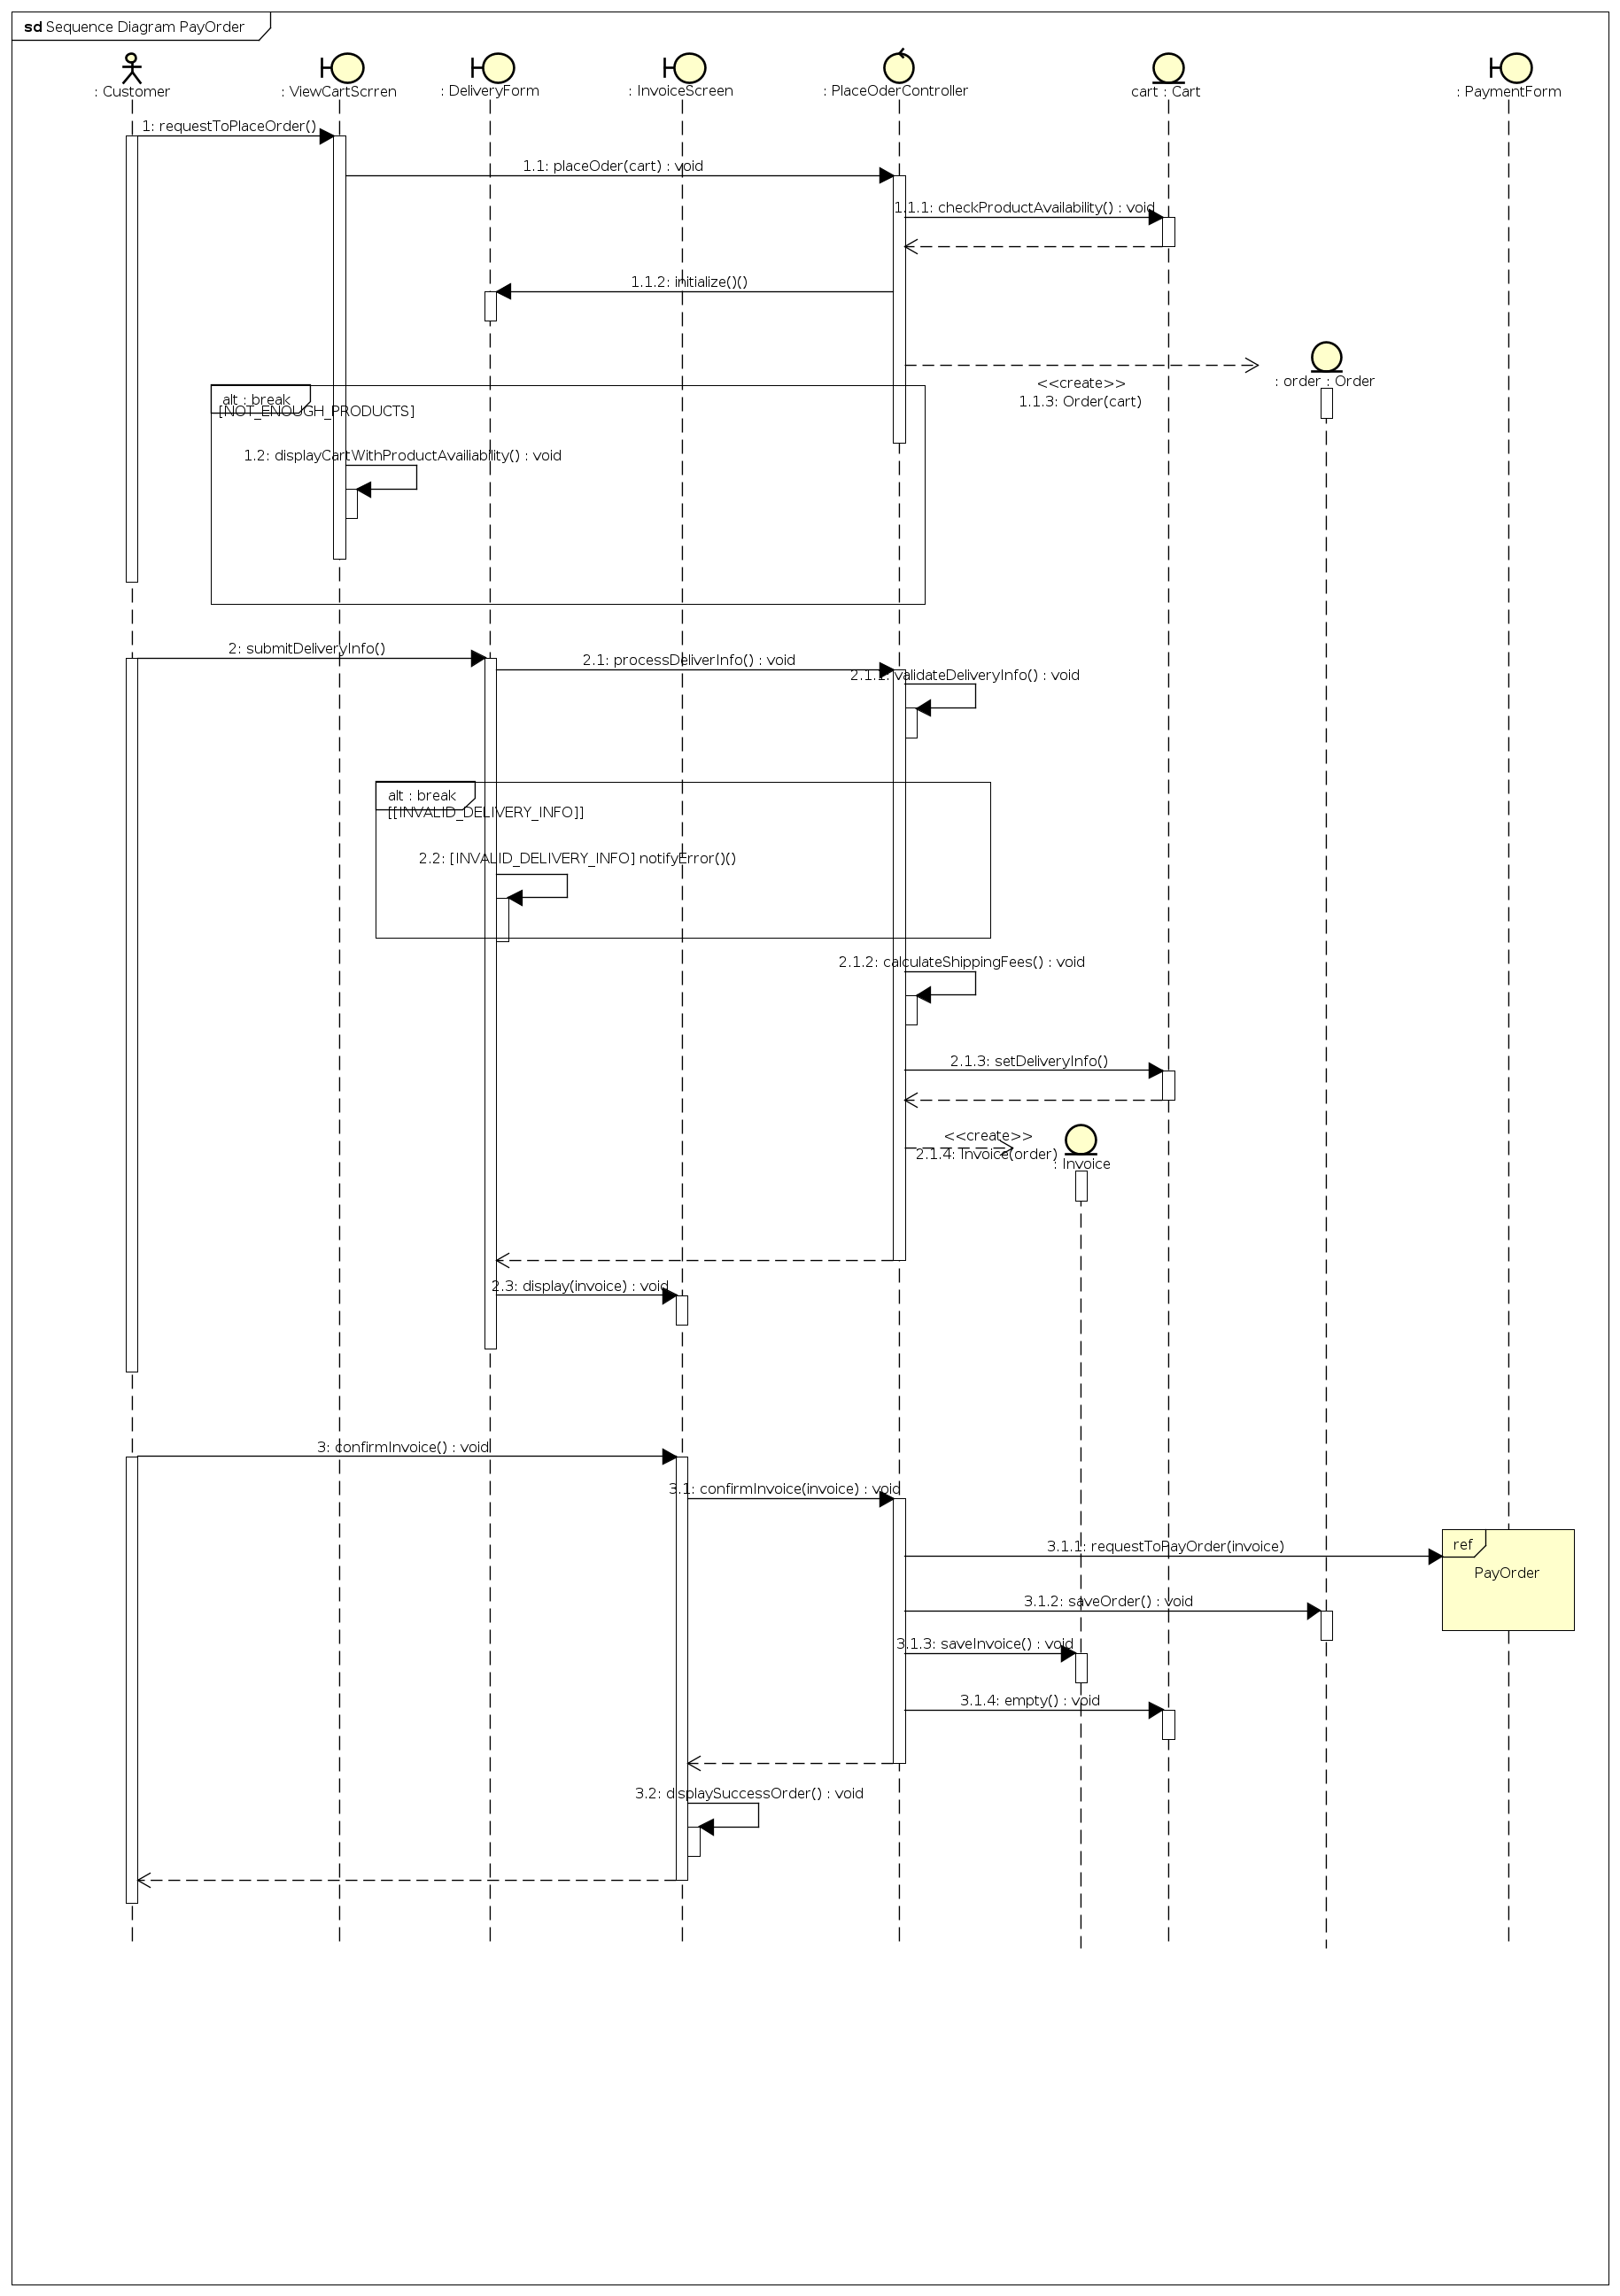 sd Sequence Diagram PayOrder
: Customer
: ViewCartScrren
: DeliveryForm
: InvoiceScreen
: PlaceOderController
cart : Cart
: PaymentForm
1: requestToPlaceOrder()
1.1: placeOder(cart) : void
1.1.1: checkProductAvailability() : void
1.1.2: initialize()()
: order : Order
<<create>>
1.1.3: Order(cart)
alt : break
[NOT_ENOUGH_PRODUCTS]
1.2: displayCartWithProductAvailiability() : void
2: submitDeliveryInfo()
2.1: processDeliverInfo() : void
2.1.1: validateDeliveryInfo() : void
alt : break
[[INVALID_DELIVERY_INFO]]
2.2: [INVALID_DELIVERY_INFO] notifyError()()
2.1.2: calculateShippingFees() : void
2.1.3: setDeliveryInfo()
<<create>>
2.1.4: Invoice(order)
: Invoice
2.3: display(invoice) : void
3: confirmInvoice() : void
3.1: confirmInvoice(invoice) : void
3.1.1: requestToPayOrder(invoice)
ref
PayOrder
3.1.2: saveOrder() : void
3.1.3: saveInvoice() : void
3.1.4: empty() : void
3.2: displaySuccessOrder() : void